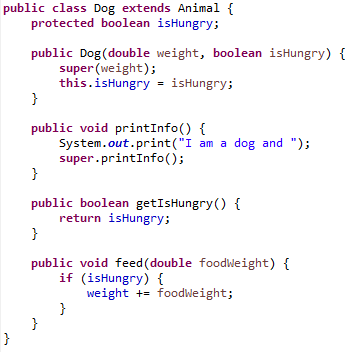 public class Dog extends Animal {
    protected boolean isHungry;

    public Dog(double weight, boolean isHungry) {
        super(weight);
        this.isHungry = isHungry;
    }

    public void printInfo() {
        System.out.print("I am a dog and ");
        super.printInfo();
    }

    public boolean getIsHungry() {
        return isHungry;
    }

    public void feed(double foodWeight) {
        if (isHungry) {
            weight += foodWeight;
        }
    }
}